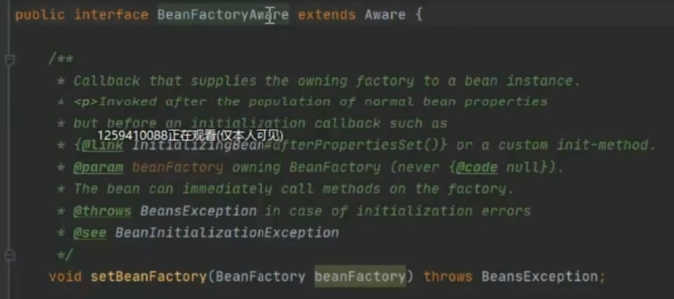 public interface BeanFactoryAware extends Aware {
/**
* Callback that supplies the owning factory to a bean instance.
* <p>Invoked after the population of normal bean properties
* but before an initialization callback such as
1259410088正在观看(仅本人可见)
* {@link InitializingBean#afterPropertiesSet()} or a custom init-method.
* @param beanFactory owning BeanFactory (never {@code null}).
* The bean can immediately call methods on the factory.
* @throws BeansException in case of initialization errors
* @see BeanInitializationException
*/
void setBeanFactory(BeanFactory beanFactory) throws BeansException;